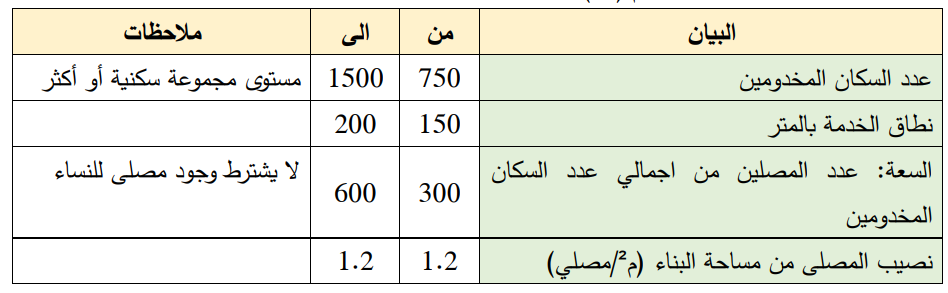 البيان من الى ملاحظات
عدد السكان المخدومين 750 1500 مستوى مجموعة سكنية أو أكثر
نطاق الخدمة بالمتر 150 200
السعة: عدد المصلين من اجمالي عدد السكان المخدومين 300 600 لا يشترط وجود مصلى للنساء
نصيب المصلى من مساحة البناء (م²/مصلي) 1.2 1.2